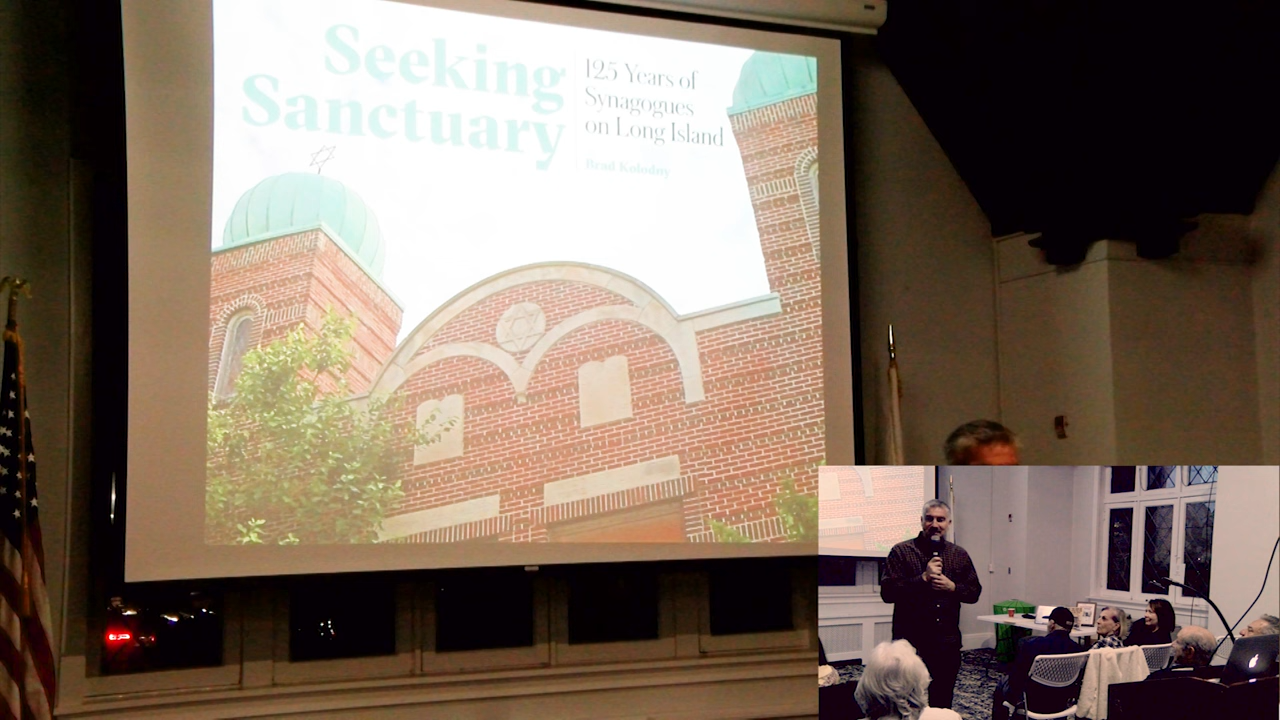 Seeking
Sanctuary
125 Years of
Synagogues
on Long Island
Brad Kolodny